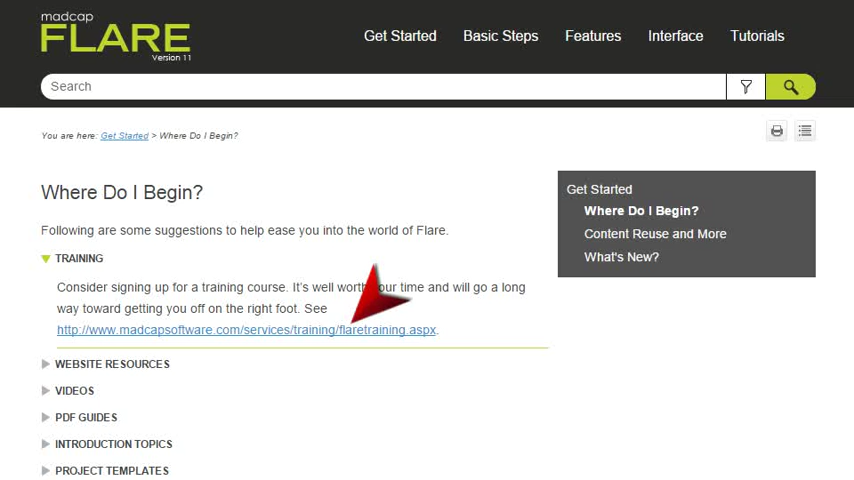 madcap
FLARE
Version 11
Get Started Basic Steps Features Interface Tutorials
Search
You are here: Get Started > Where Do I Begin?
Where Do I Begin?
Following are some suggestions to help ease you into the world of Flare.
TRAINING
Consider signing up for a training course. It's well worth your time and will go a long
way toward getting you off on the right foot. See
http://www.madcapsoftware.com/services/training/flaretraining.aspx.
WEBSITE RESOURCES
VIDEOS
PDF GUIDES
INTRODUCTION TOPICS
PROJECT TEMPLATES
Get Started
Where Do I Begin?
Content Reuse and More
What's New?